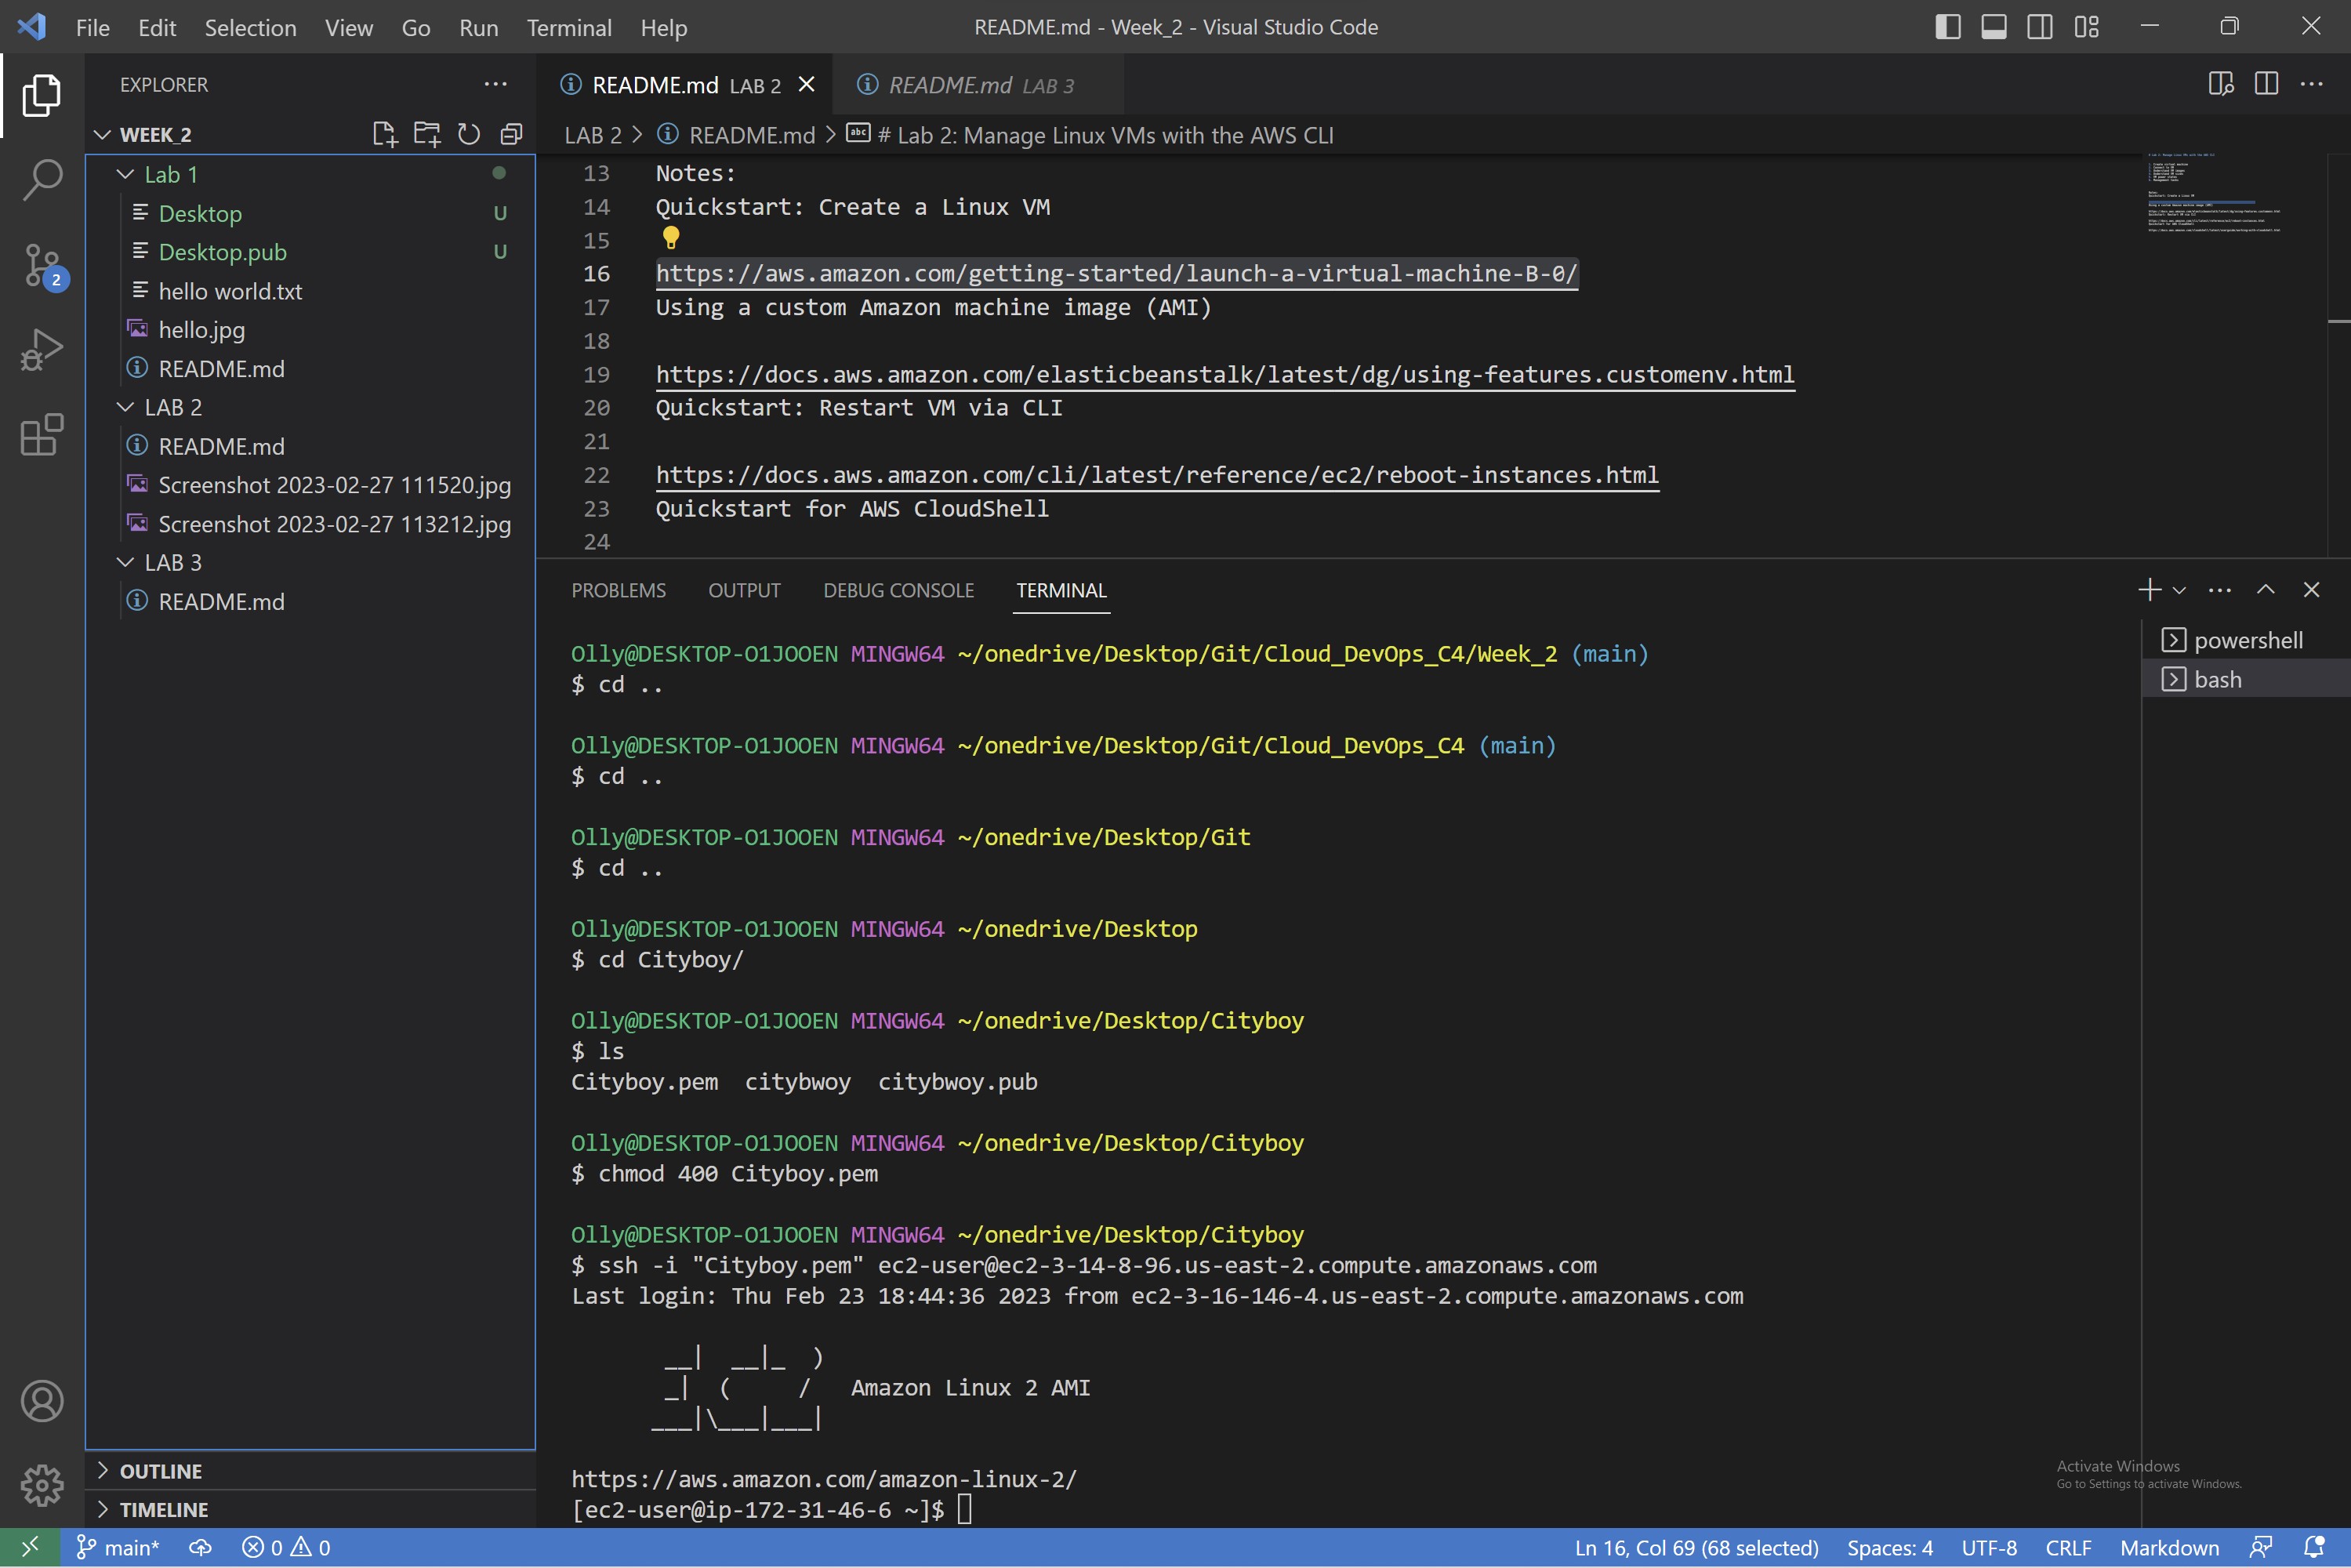 File Edit Selection View Go Run Terminal Help
README.md - Week_2 - Visual Studio Code
EXPLORER
README.md LAB 2
README.md LAB 3
WEEK_2
LAB 2 > README.md > # Lab 2: Manage Linux VMs with the AWS CLI
Lab 1
Desktop U
Desktop.pub U
hello world.txt
hello.jpg
README.md
LAB 2
README.md
Screenshot 2023-02-27 111520.jpg
Screenshot 2023-02-27 113212.jpg
LAB 3
README.md
2
OUTLINE
TIMELINE
13 Notes:
14 Quickstart: Create a Linux VM
15
16 https://aws.amazon.com/getting-started/launch-a-virtual-machine-B-0/
17 Using a custom Amazon machine image (AMI)
18
19 https://docs.aws.amazon.com/elasticbeanstalk/latest/dg/using-features.customenv.html
20 Quickstart: Restart VM via CLI
21
22 https://docs.aws.amazon.com/cli/latest/reference/ec2/reboot-instances.html
23 Quickstart for AWS CloudShell
24
PROBLEMS OUTPUT DEBUG CONSOLE TERMINAL
powershell
bash
Olly@DESKTOP-O1JOOEN MINGW64 ~/onedrive/Desktop/Git/Cloud_DevOps_C4/Week_2 (main)
$ cd ..
Olly@DESKTOP-O1JOOEN MINGW64 ~/onedrive/Desktop/Git/Cloud_DevOps_C4 (main)
$ cd ..
Olly@DESKTOP-O1JOOEN MINGW64 ~/onedrive/Desktop/Git
$ cd ..
Olly@DESKTOP-O1JOOEN MINGW64 ~/onedrive/Desktop
$ cd Cityboy/
Olly@DESKTOP-O1JOOEN MINGW64 ~/onedrive/Desktop/Cityboy
$ ls
Cityboy.pem citybwoy citybwoy.pub
Olly@DESKTOP-O1JOOEN MINGW64 ~/onedrive/Desktop/Cityboy
$ chmod 400 Cityboy.pem
Olly@DESKTOP-O1JOOEN MINGW64 ~/onedrive/Desktop/Cityboy
$ ssh -i "Cityboy.pem" ec2-user@ec2-3-14-8-96.us-east-2.compute.amazonaws.com
Last login: Thu Feb 23 18:44:36 2023 from ec2-3-16-146-4.us-east-2.compute.amazonaws.com
__| __|_ )
_| ( / Amazon Linux 2 AMI
___|\___|___|
https://aws.amazon.com/amazon-linux-2/
[ec2-user@ip-172-31-46-6 ~]$
Activate Windows
Go to Settings to activate Windows.
main* 0 0
Ln 16, Col 69 (68 selected) Spaces: 4 UTF-8 CRLF Markdown